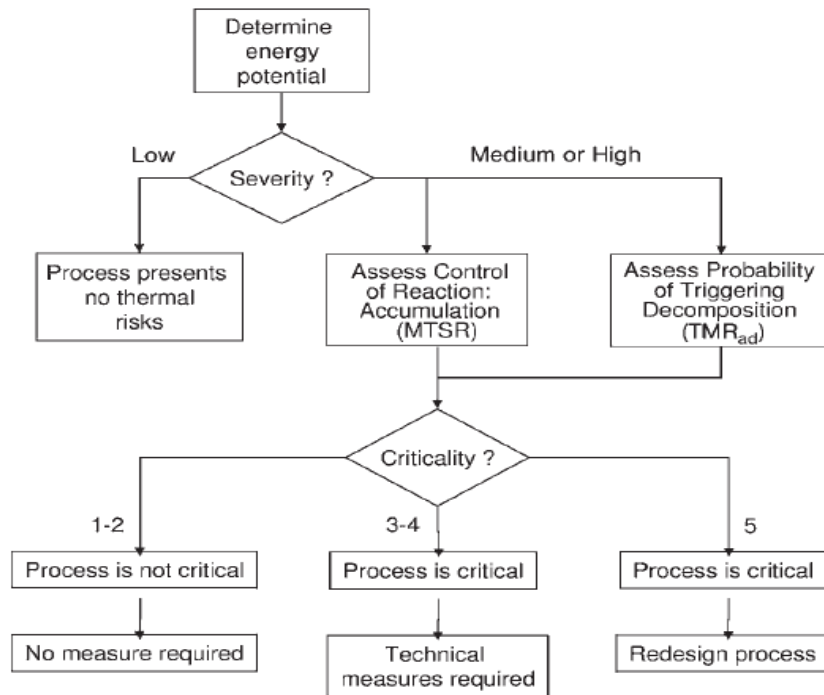 Determine
energy
potential
Low
Medium or High
Severity ?
Process presents
no thermal
risks
Assess Control
of Reaction:
Accumulation
(MTSR)
Assess Probability
of Triggering
Decomposition
(TMRad)
Criticality ?
1-2
3-4
5
Process is not critical
Process is critical
Process is critical
No measure required
Technical
measures required
Redesign process